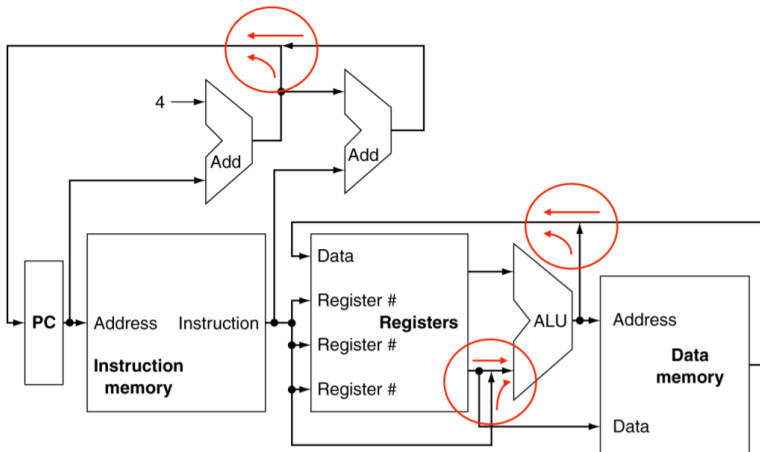 4
Add
Add
PC
Address
Instruction
Instruction
memory
Data
Register #
Registers
Register #
Register #
ALU
Address
Data
memory
Data